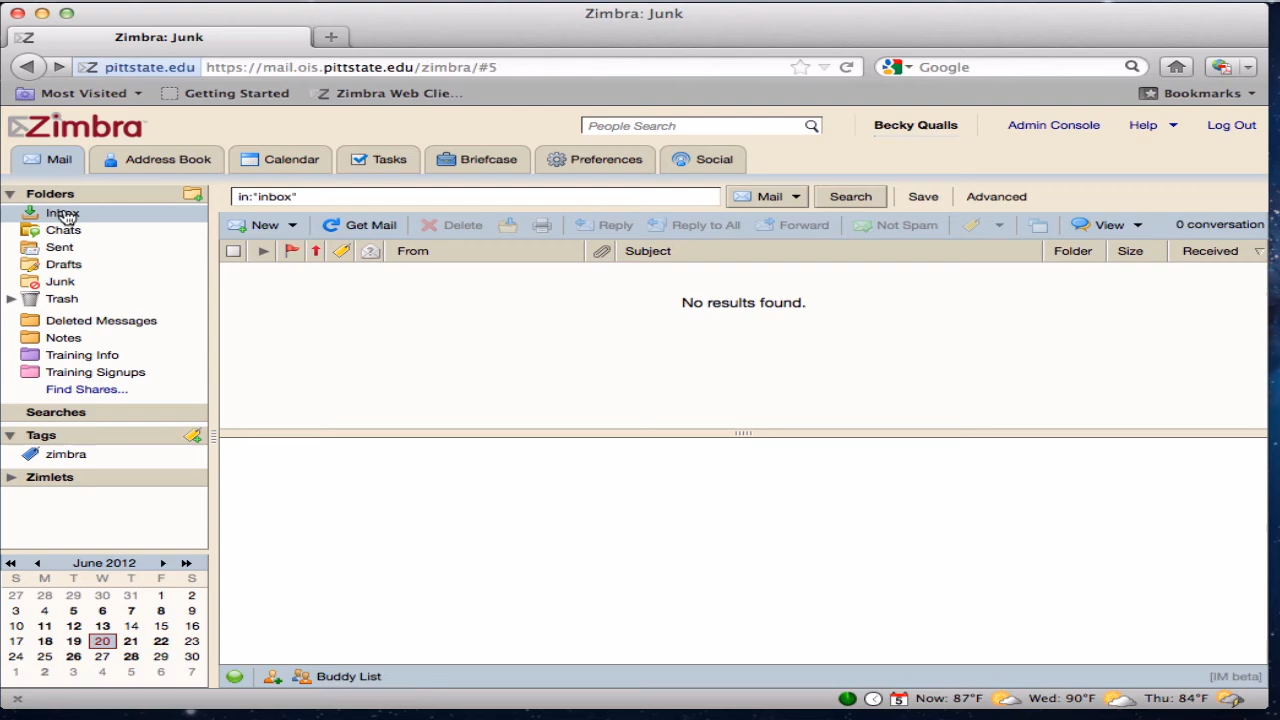 Zimbra: Junk
Zimbra: Junk
pittstate.edu https://mail.ois.pittstate.edu/zimbra/#5 Google
Most Visited Getting Started Zimbra Web Clie... Bookmarks
Zimbra People Search Becky Qualls Admin Console Help Log Out
Mail Address Book Calendar Tasks Briefcase Preferences Social
Folders in:"inbox" Mail Search Save Advanced
Inbox
New Get Mail Delete Reply Reply to All Forward Not Spam View 0 conversation
Chats
Sent From Subject Folder Size Received
Drafts
Junk
Trash No results found.
Deleted Messages
Notes
Training Info
Training Signups
Find Shares...
Searches
Tags
zimbra
Zimlets
June 2012
S M T W T F S
27 28 29 30 31 1 2
3 4 5 6 7 8 9
10 11 12 13 14 15 16
17 18 19 20 21 22 23
24 25 26 27 28 29 30
1 2 3 4 5 6 7
Buddy List [IM beta]
5 Now: 87°F Wed: 90°F Thu: 84°F